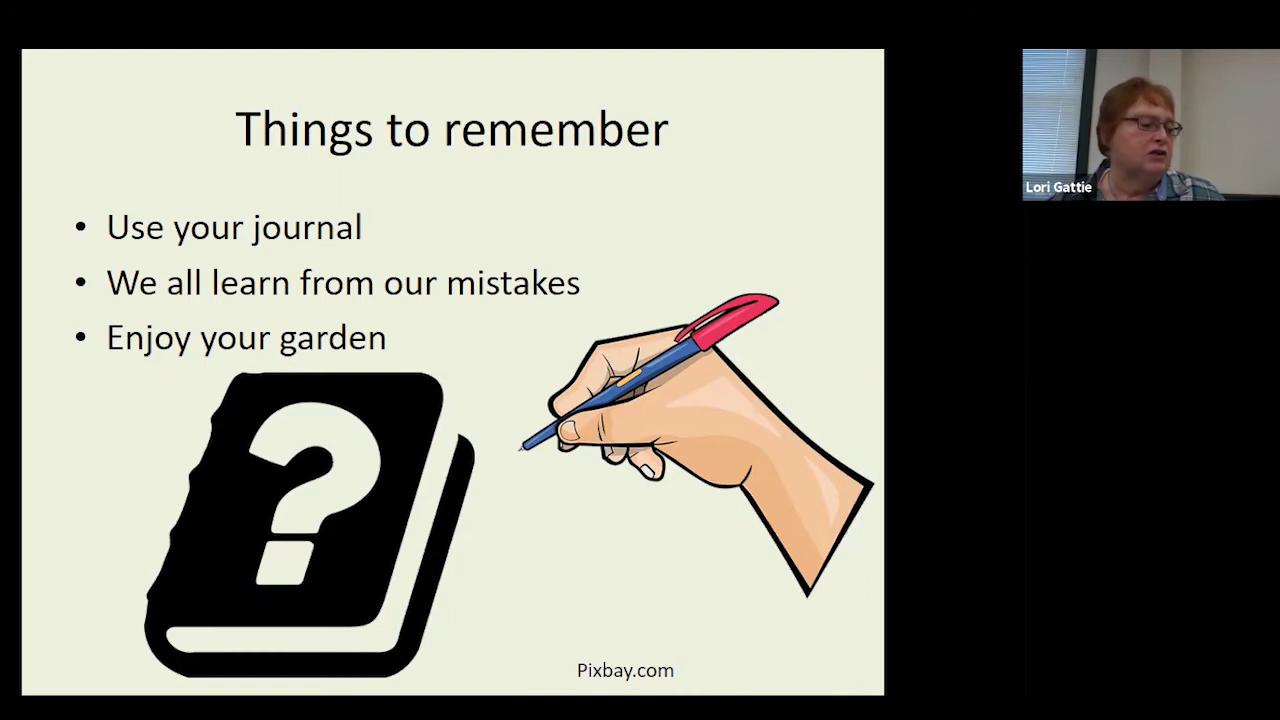 Things to remember
• Use your journal
• We all learn from our mistakes
• Enjoy your garden
?
Pixbay.com
Lori Gattie